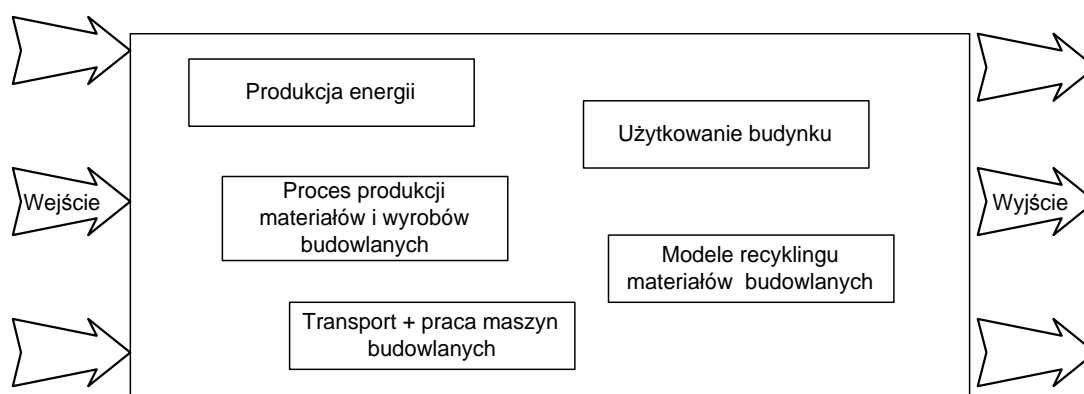 Produkcja energii
Użytkowanie budynku
Wejście
Proces produkcji
materiałów i wyrobów
budowlanych
Wyjście
Modele recyklingu
materiałów budowlanych
Transport + praca maszyn
budowlanych